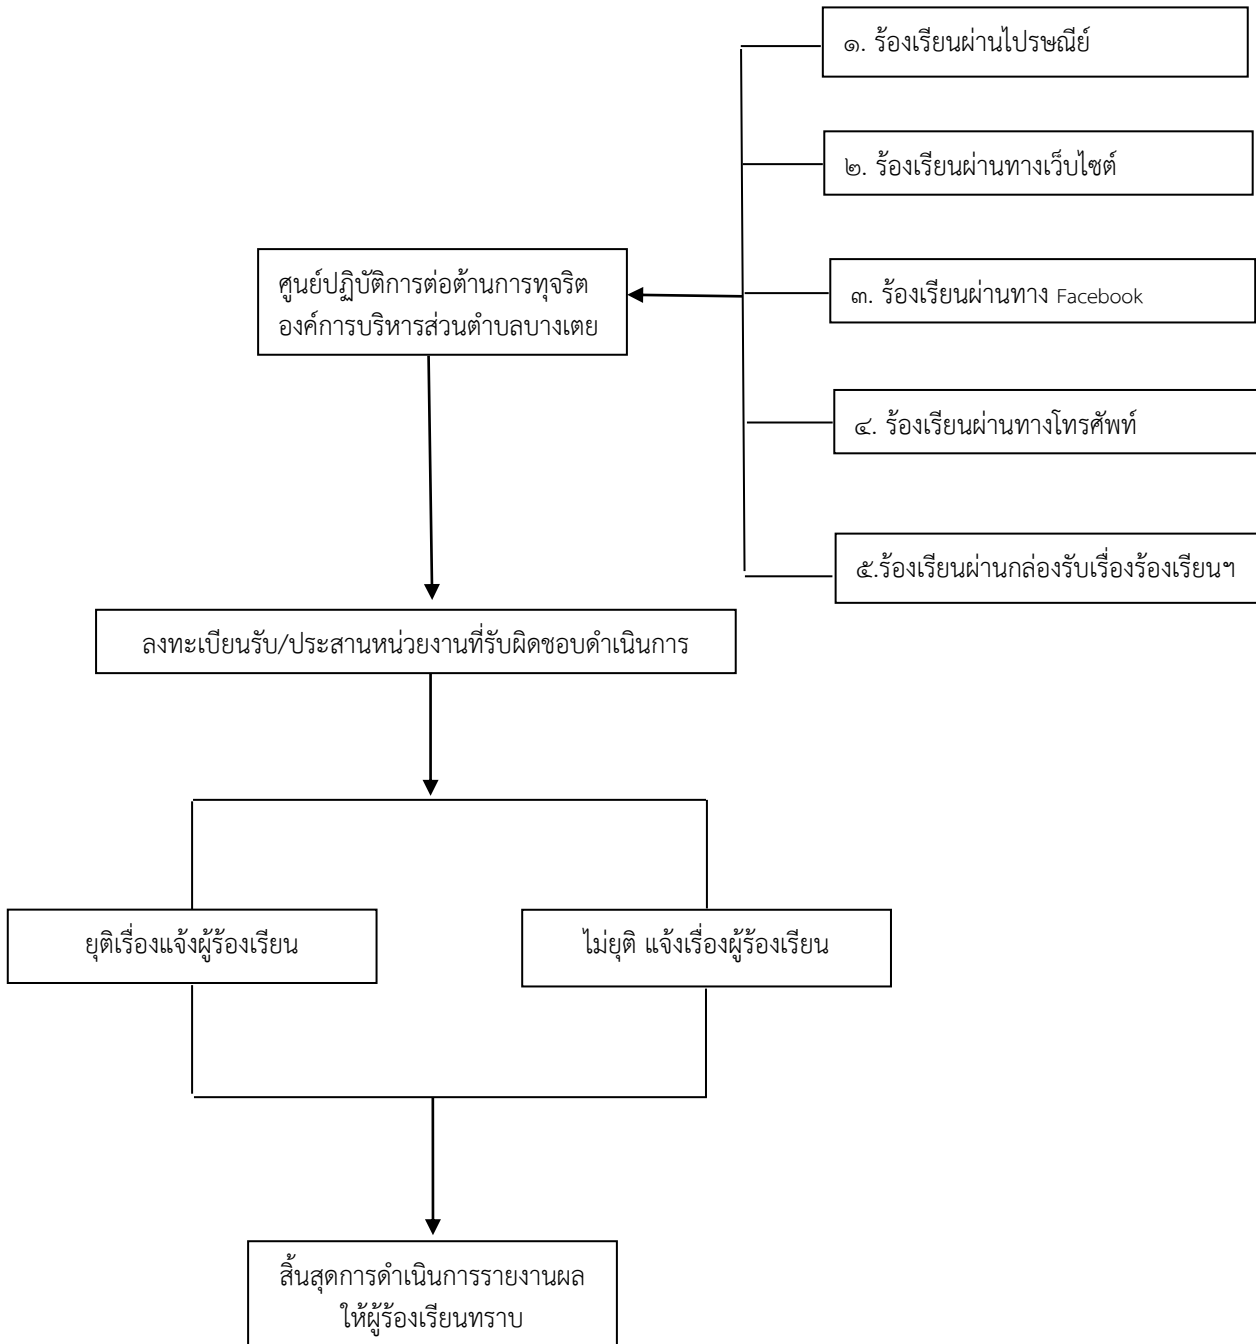 ๑. ร้องเรียนผ่านไปรษณีย์
๒. ร้องเรียนผ่านทางเว็บไซต์
ศูนย์ปฏิบัติการต่อต้านการทุจริต
องค์การบริหารส่วนตำบลบางเตย
๓. ร้องเรียนผ่านทาง Facebook
๔. ร้องเรียนผ่านทางโทรศัพท์
๕.ร้องเรียนผ่านกล่องรับเรื่องร้องเรียนฯ
ลงทะเบียนรับ/ประสานหน่วยงานที่รับผิดชอบดำเนินการ
ยุติเรื่องแจ้งผู้ร้องเรียน
ไม่ยุติ แจ้งเรื่องผู้ร้องเรียน
สิ้นสุดการดำเนินการรายงานผล
ให้ผู้ร้องเรียนทราบ